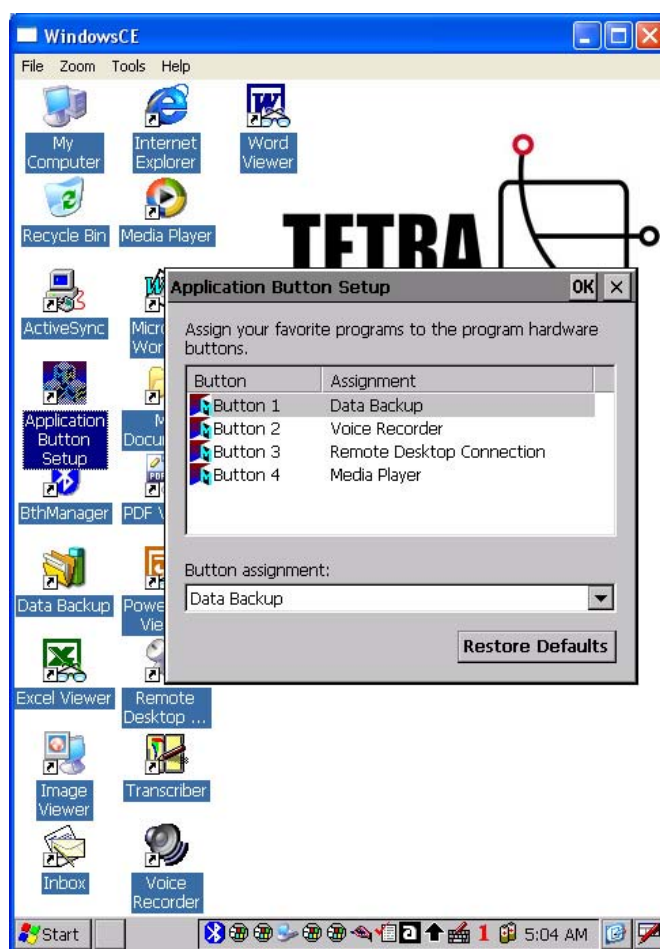 WindowsCE
File Zoom Tools Help
My Computer
Internet Explorer
Word Viewer
Recycle Bin
Media Player
TETRA
ActiveSync
Application Button Setup
BthManager
Data Backup
Excel Viewer
Remote Desktop ...
Image Viewer
Transcriber
Inbox
Voice Recorder
Application Button Setup OK
Assign your favorite programs to the program hardware
buttons.
Button Assignment
Button 1 Data Backup
Button 2 Voice Recorder
Button 3 Remote Desktop Connection
Button 4 Media Player
Button assignment:
Data Backup
Restore Defaults
Start
1
5:04 AM